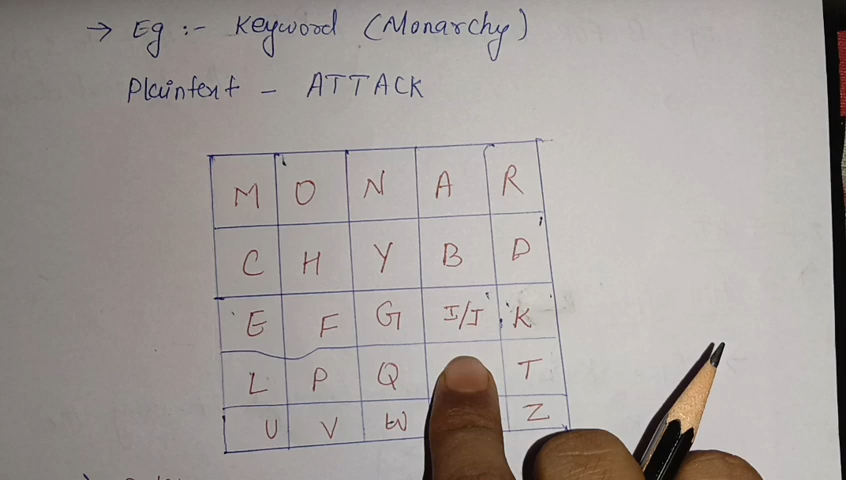 → Eg :- Keyword (Monarchy)
Plaintext - ATTACK
M O N A R
C H Y B D
E F G I/J K
L P Q T
U V W Z